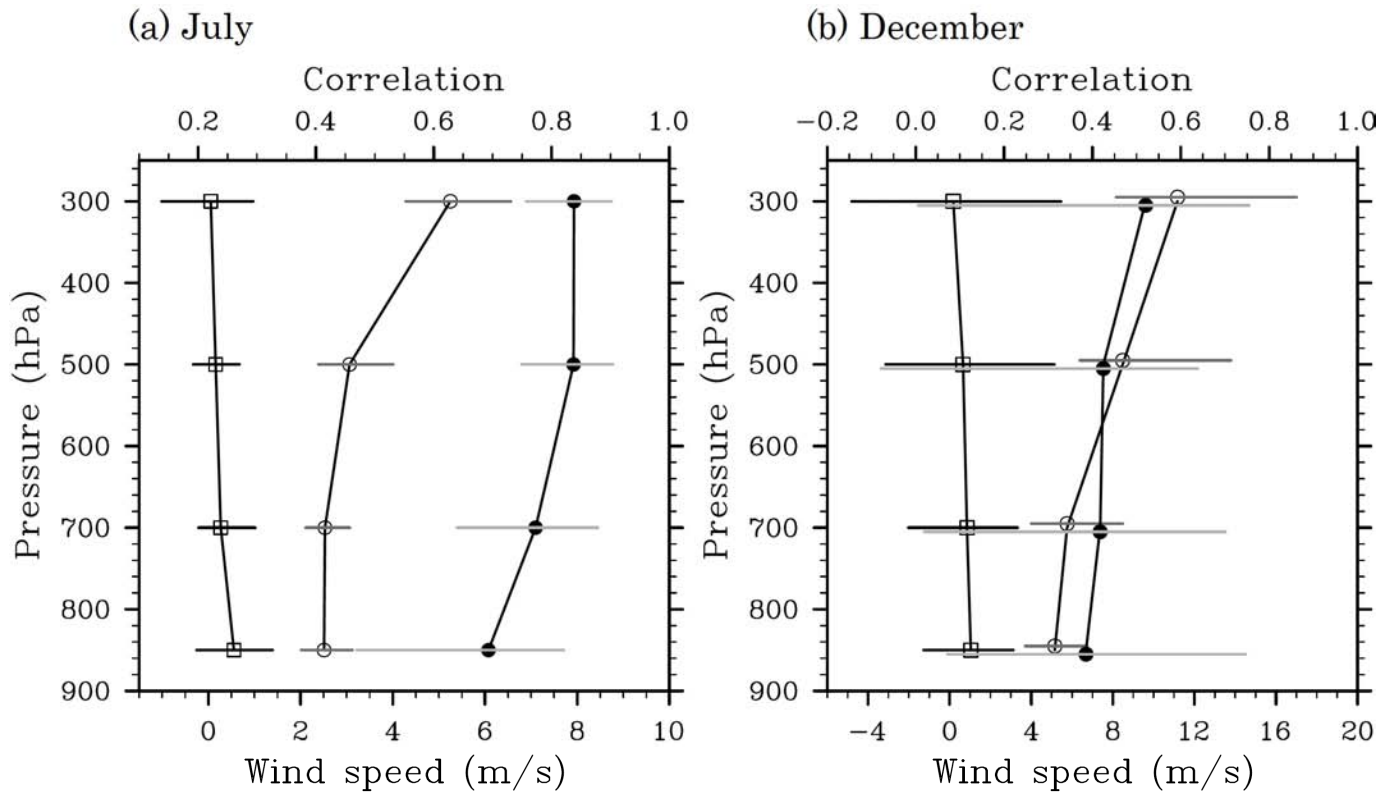 (a) July
Correlation
0.2 0.4 0.6 0.8 1.0
300
400
500
600
700
800
900
Pressure (hPa)
0 2 4 6 8 10
Wind speed (m/s)
(b) December
Correlation
−0.2 0.0 0.2 0.4 0.6 0.8 1.0
300
400
500
600
700
800
900
Pressure (hPa)
−4 0 4 8 12 16 20
Wind speed (m/s)